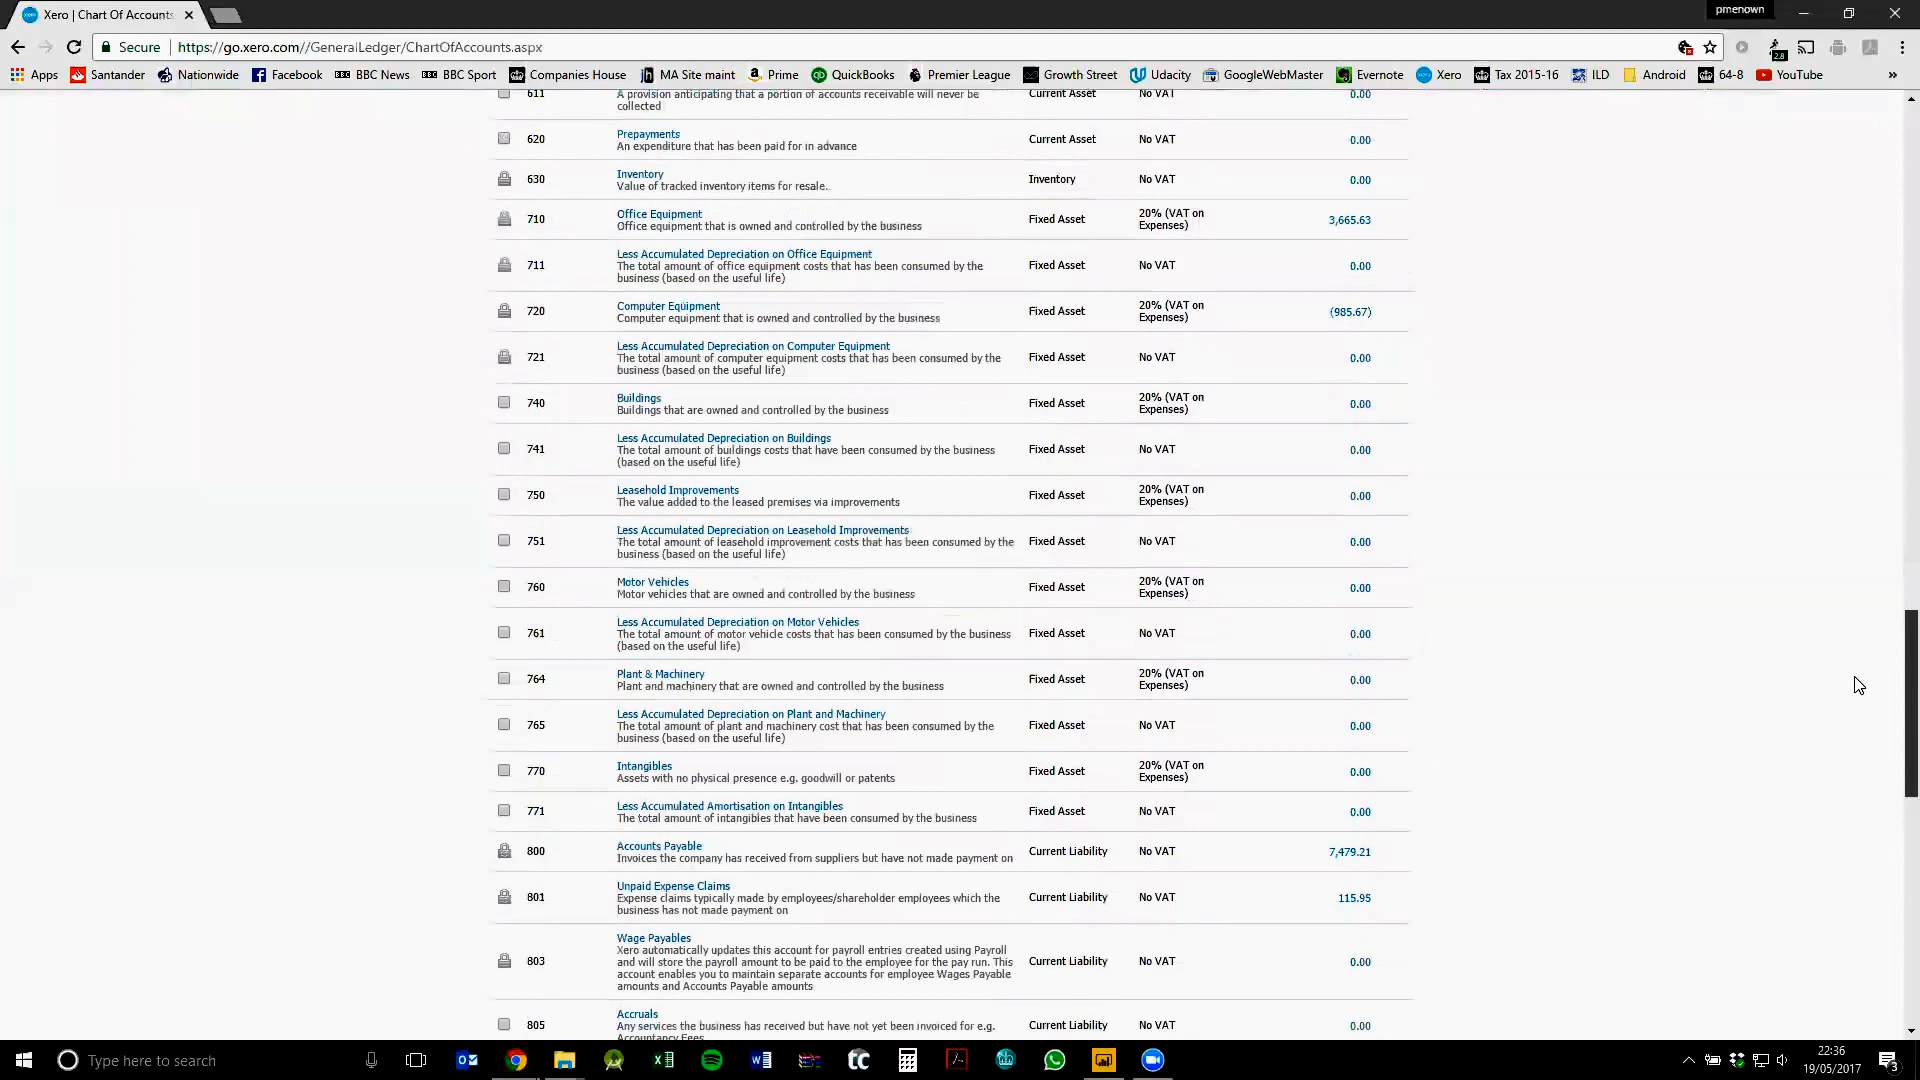 Xero | Chart Of Accounts
pmenown
Secure https://go.xero.com//GeneralLedger/ChartOfAccounts.aspx
2.8
Apps Santander Nationwide Facebook BBC News BBC Sport Companies House MA Site maint Prime QuickBooks Premier League Growth Street Udacity GoogleWebMaster Evernote Xero Tax 2015-16 ILD Android 64-8 YouTube »
611 A provision anticipating that a portion of accounts receivable will never be Current Asset No VAT 0.00
collected
Prepayments
620 An expenditure that has been paid for in advance Current Asset No VAT 0.00
Inventory
630 Value of tracked inventory items for resale. Inventory No VAT 0.00
Office Equipment 20% (VAT on
710 Office equipment that is owned and controlled by the business Fixed Asset Expenses) 3,665.63
Less Accumulated Depreciation on Office Equipment
711 The total amount of office equipment costs that has been consumed by the Fixed Asset No VAT 0.00
business (based on the useful life)
Computer Equipment 20% (VAT on
720 Computer equipment that is owned and controlled by the business Fixed Asset Expenses) (985.67)
Less Accumulated Depreciation on Computer Equipment
721 The total amount of computer equipment costs that has been consumed by the Fixed Asset No VAT 0.00
business (based on the useful life)
Buildings 20% (VAT on
740 Buildings that are owned and controlled by the business Fixed Asset Expenses) 0.00
Less Accumulated Depreciation on Buildings
741 The total amount of buildings costs that have been consumed by the business Fixed Asset No VAT 0.00
(based on the useful life)
Leasehold Improvements 20% (VAT on
750 The value added to the leased premises via improvements Fixed Asset Expenses) 0.00
Less Accumulated Depreciation on Leasehold Improvements
751 The total amount of leasehold improvement costs that has been consumed by the Fixed Asset No VAT 0.00
business (based on the useful life)
Motor Vehicles 20% (VAT on
760 Motor vehicles that are owned and controlled by the business Fixed Asset Expenses) 0.00
Less Accumulated Depreciation on Motor Vehicles
761 The total amount of motor vehicle costs that has been consumed by the business Fixed Asset No VAT 0.00
(based on the useful life)
Plant & Machinery 20% (VAT on
764 Plant and machinery that are owned and controlled by the business Fixed Asset Expenses) 0.00
Less Accumulated Depreciation on Plant and Machinery
765 The total amount of plant and machinery cost that has been consumed by the Fixed Asset No VAT 0.00
business (based on the useful life)
Intangibles 20% (VAT on
770 Assets with no physical presence e.g. goodwill or patents Fixed Asset Expenses) 0.00
Less Accumulated Amortisation on Intangibles
771 The total amount of intangibles that have been consumed by the business Fixed Asset No VAT 0.00
Accounts Payable
800 Invoices the company has received from suppliers but have not made payment on Current Liability No VAT 7,479.21
Unpaid Expense Claims
801 Expense claims typically made by employees/shareholder employees which the Current Liability No VAT 115.95
business has not made payment on
Wage Payables
Xero automatically updates this account for payroll entries created using Payroll
803 and will store the payroll amount to be paid to the employee for the pay run. This Current Liability No VAT 0.00
account enables you to maintain separate accounts for employee Wages Payable
amounts and Accounts Payable amounts
Accruals
805 Any services the business has received but have not yet been invoiced for e.g. Current Liability No VAT 0.00
Accountancy Fees
Type here to search
22:36
19/05/2017
3